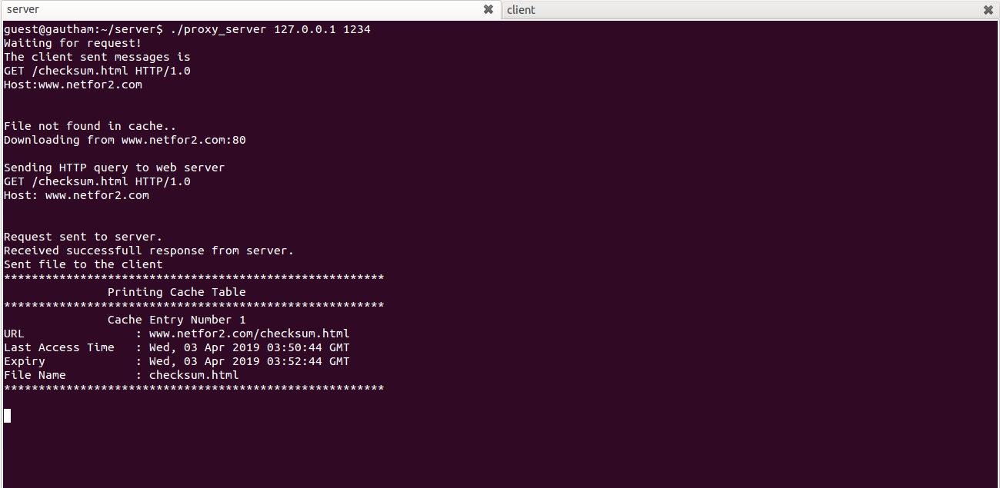 server
client
guest@gautham:~/server$ ./proxy_server 127.0.0.1 1234
Waiting for request!
The client sent messages is
GET /checksum.html HTTP/1.0
Host:www.netfor2.com
File not found in cache..
Downloading from www.netfor2.com:80
Sending HTTP query to web server
GET /checksum.html HTTP/1.0
Host: www.netfor2.com
Request sent to server.
Received successfull response from server.
Sent file to the client
*******************************************************
Printing Cache Table
*******************************************************
Cache Entry Number 1
URL : www.netfor2.com/checksum.html
Last Access Time : Wed, 03 Apr 2019 03:50:44 GMT
Expiry : Wed, 03 Apr 2019 03:52:44 GMT
File Name : checksum.html
*******************************************************